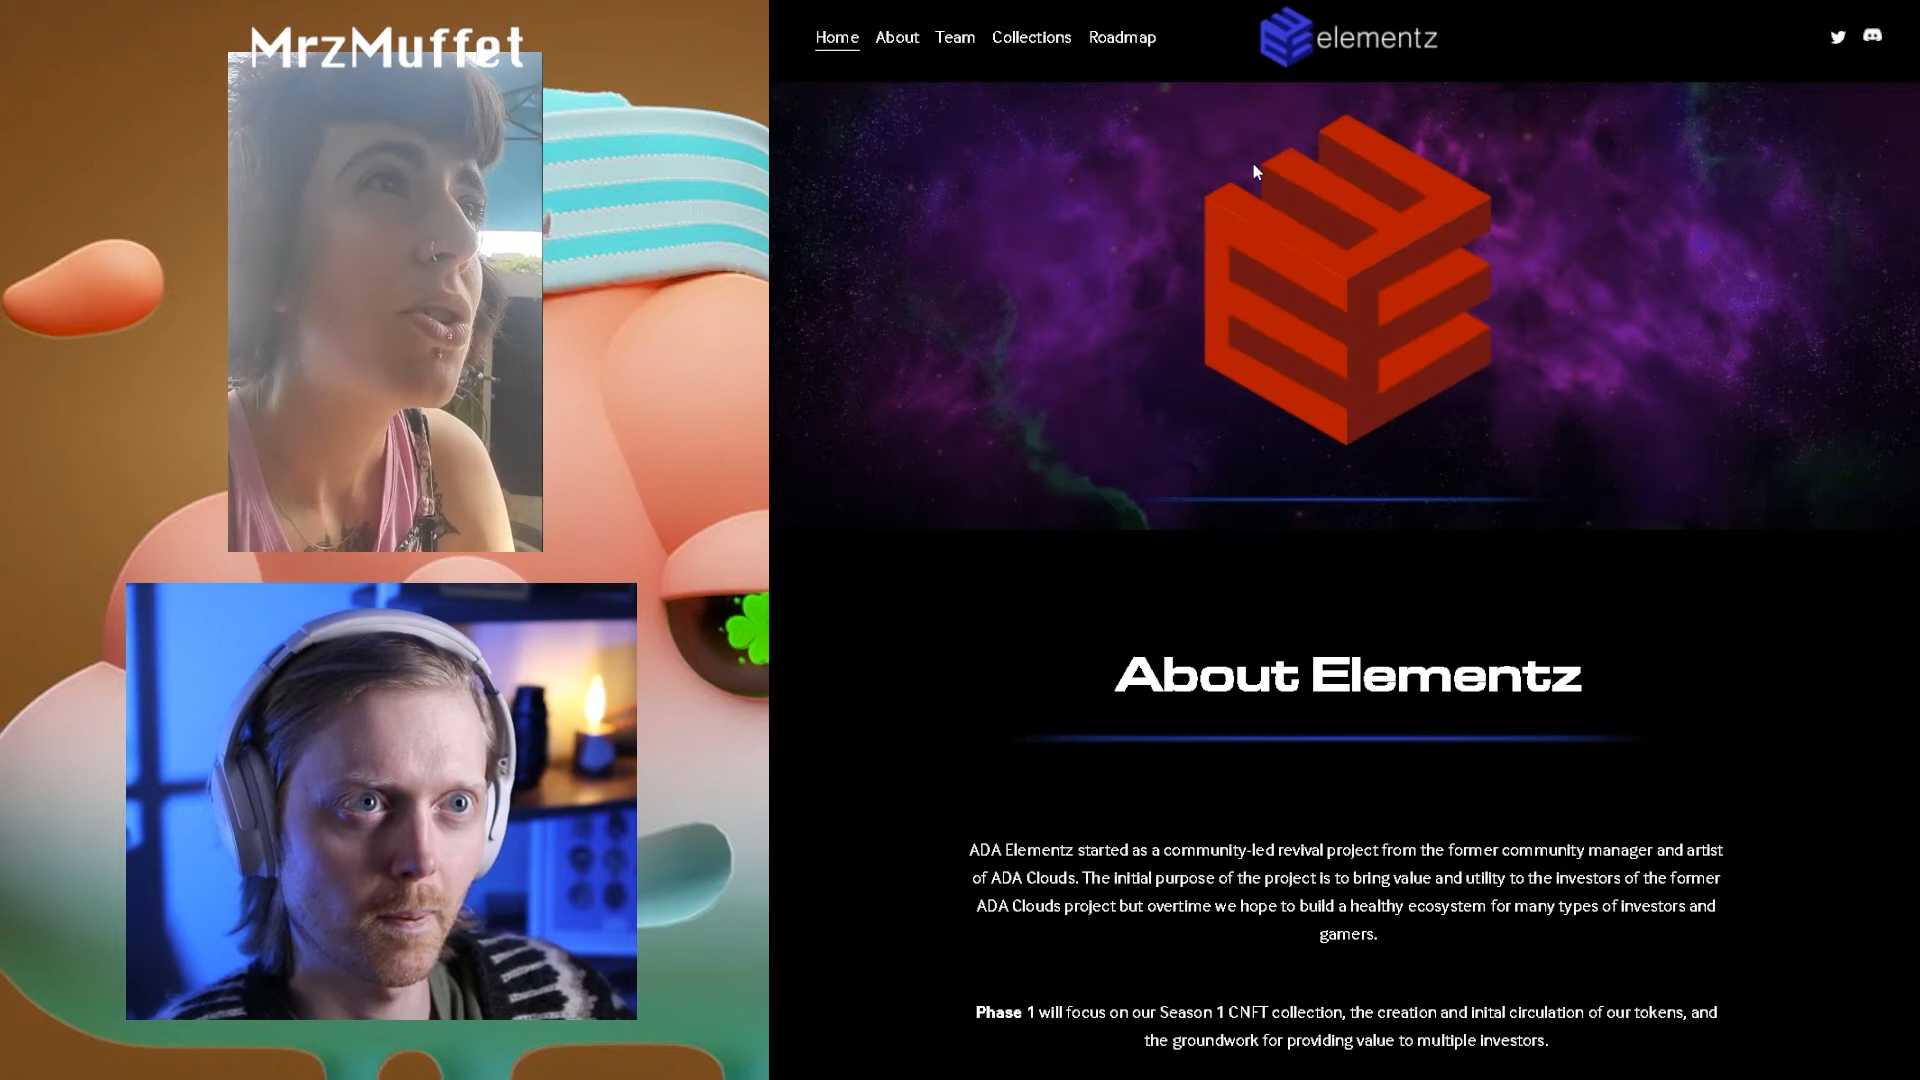 MrzMuffet
Home About Team Collections Roadmap
elementz
About Elementz
ADA Elementz started as a community-led revival project from the former community manager and artist
of ADA Clouds. The initial purpose of the project is to bring value and utility to the investors of the former
ADA Clouds project but overtime we hope to build a healthy ecosystem for many types of investors and
gamers.
Phase 1 will focus on our Season 1 CNFT collection, the creation and inital circulation of our tokens, and
the groundwork for providing value to multiple investors.